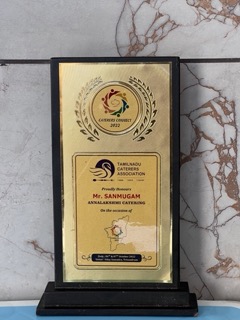 CATERERS CONNECT
2022
TAMILNADU
CATERERS
ASSOCIATION
Proudly Honours
Mr. SANMUGAM
ANNALAKSHMI CATERING
On the occasion of